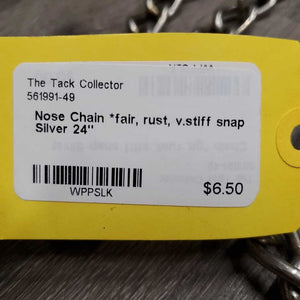 The Tack Collector
561991-49
Nose Chain *fair, rust, v.stiff snap
Silver 24"
WPPSLK
$6.50